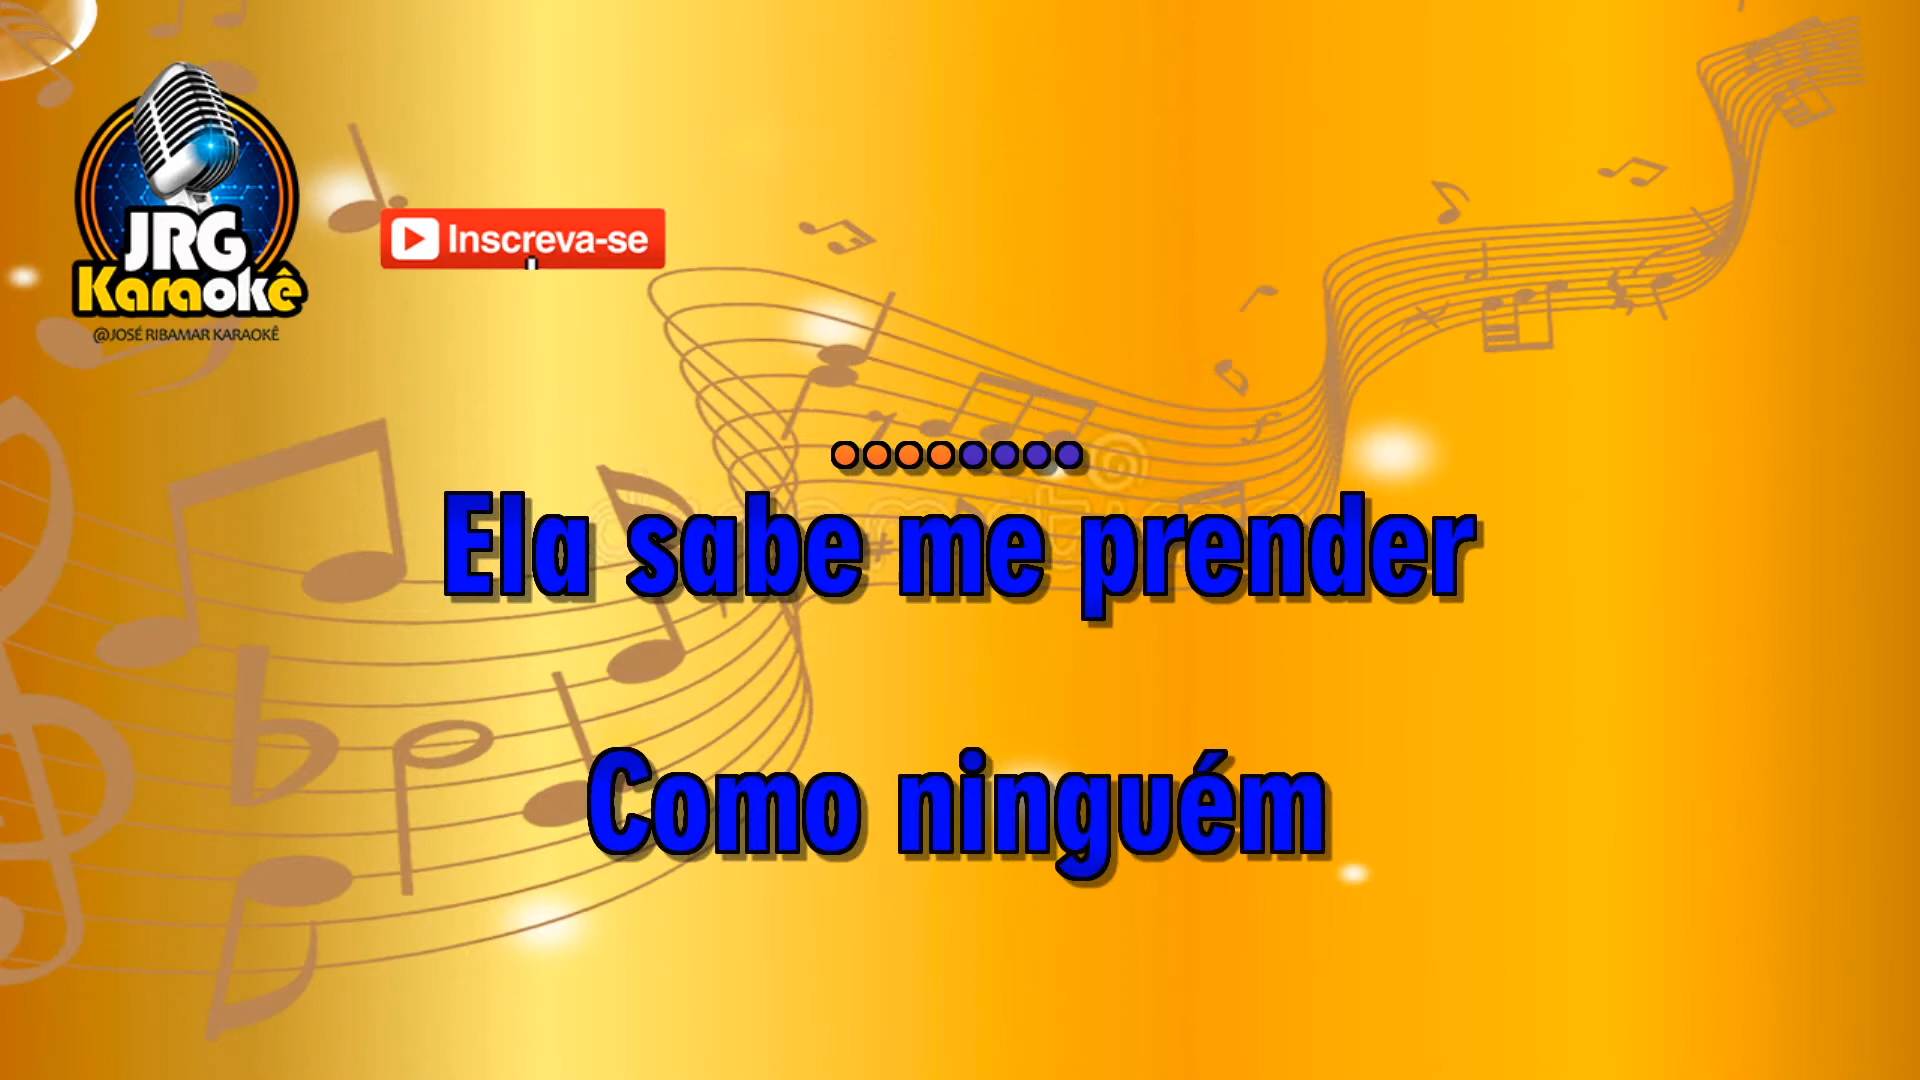 JRG
Karaokê
@JOSÉ RIBAMAR KARAOKÊ
Inscreva-se
Ela sabe me prender
Como ninguém